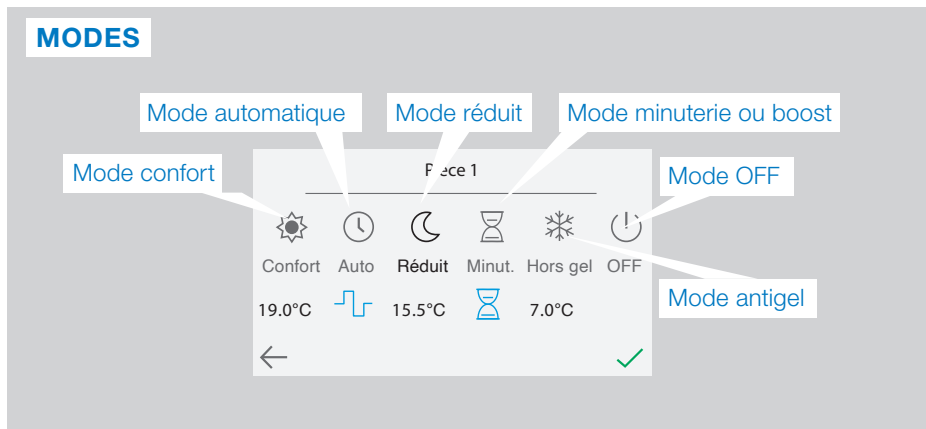 MODES
Mode automatique
Mode réduit
Mode minuterie ou boost
Mode confort
Pièce 1
Mode OFF
Confort Auto Réduit Minut. Hors gel OFF
Mode antigel
19.0°C 15.5°C 7.0°C